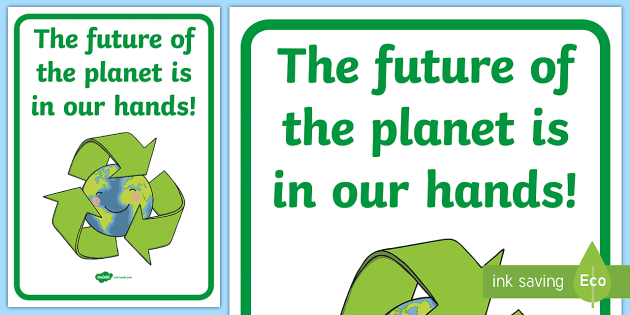 The future of
the planet is
in our hands!
twinkl
The future of
the planet is
in our hands!
ink saving
Eco